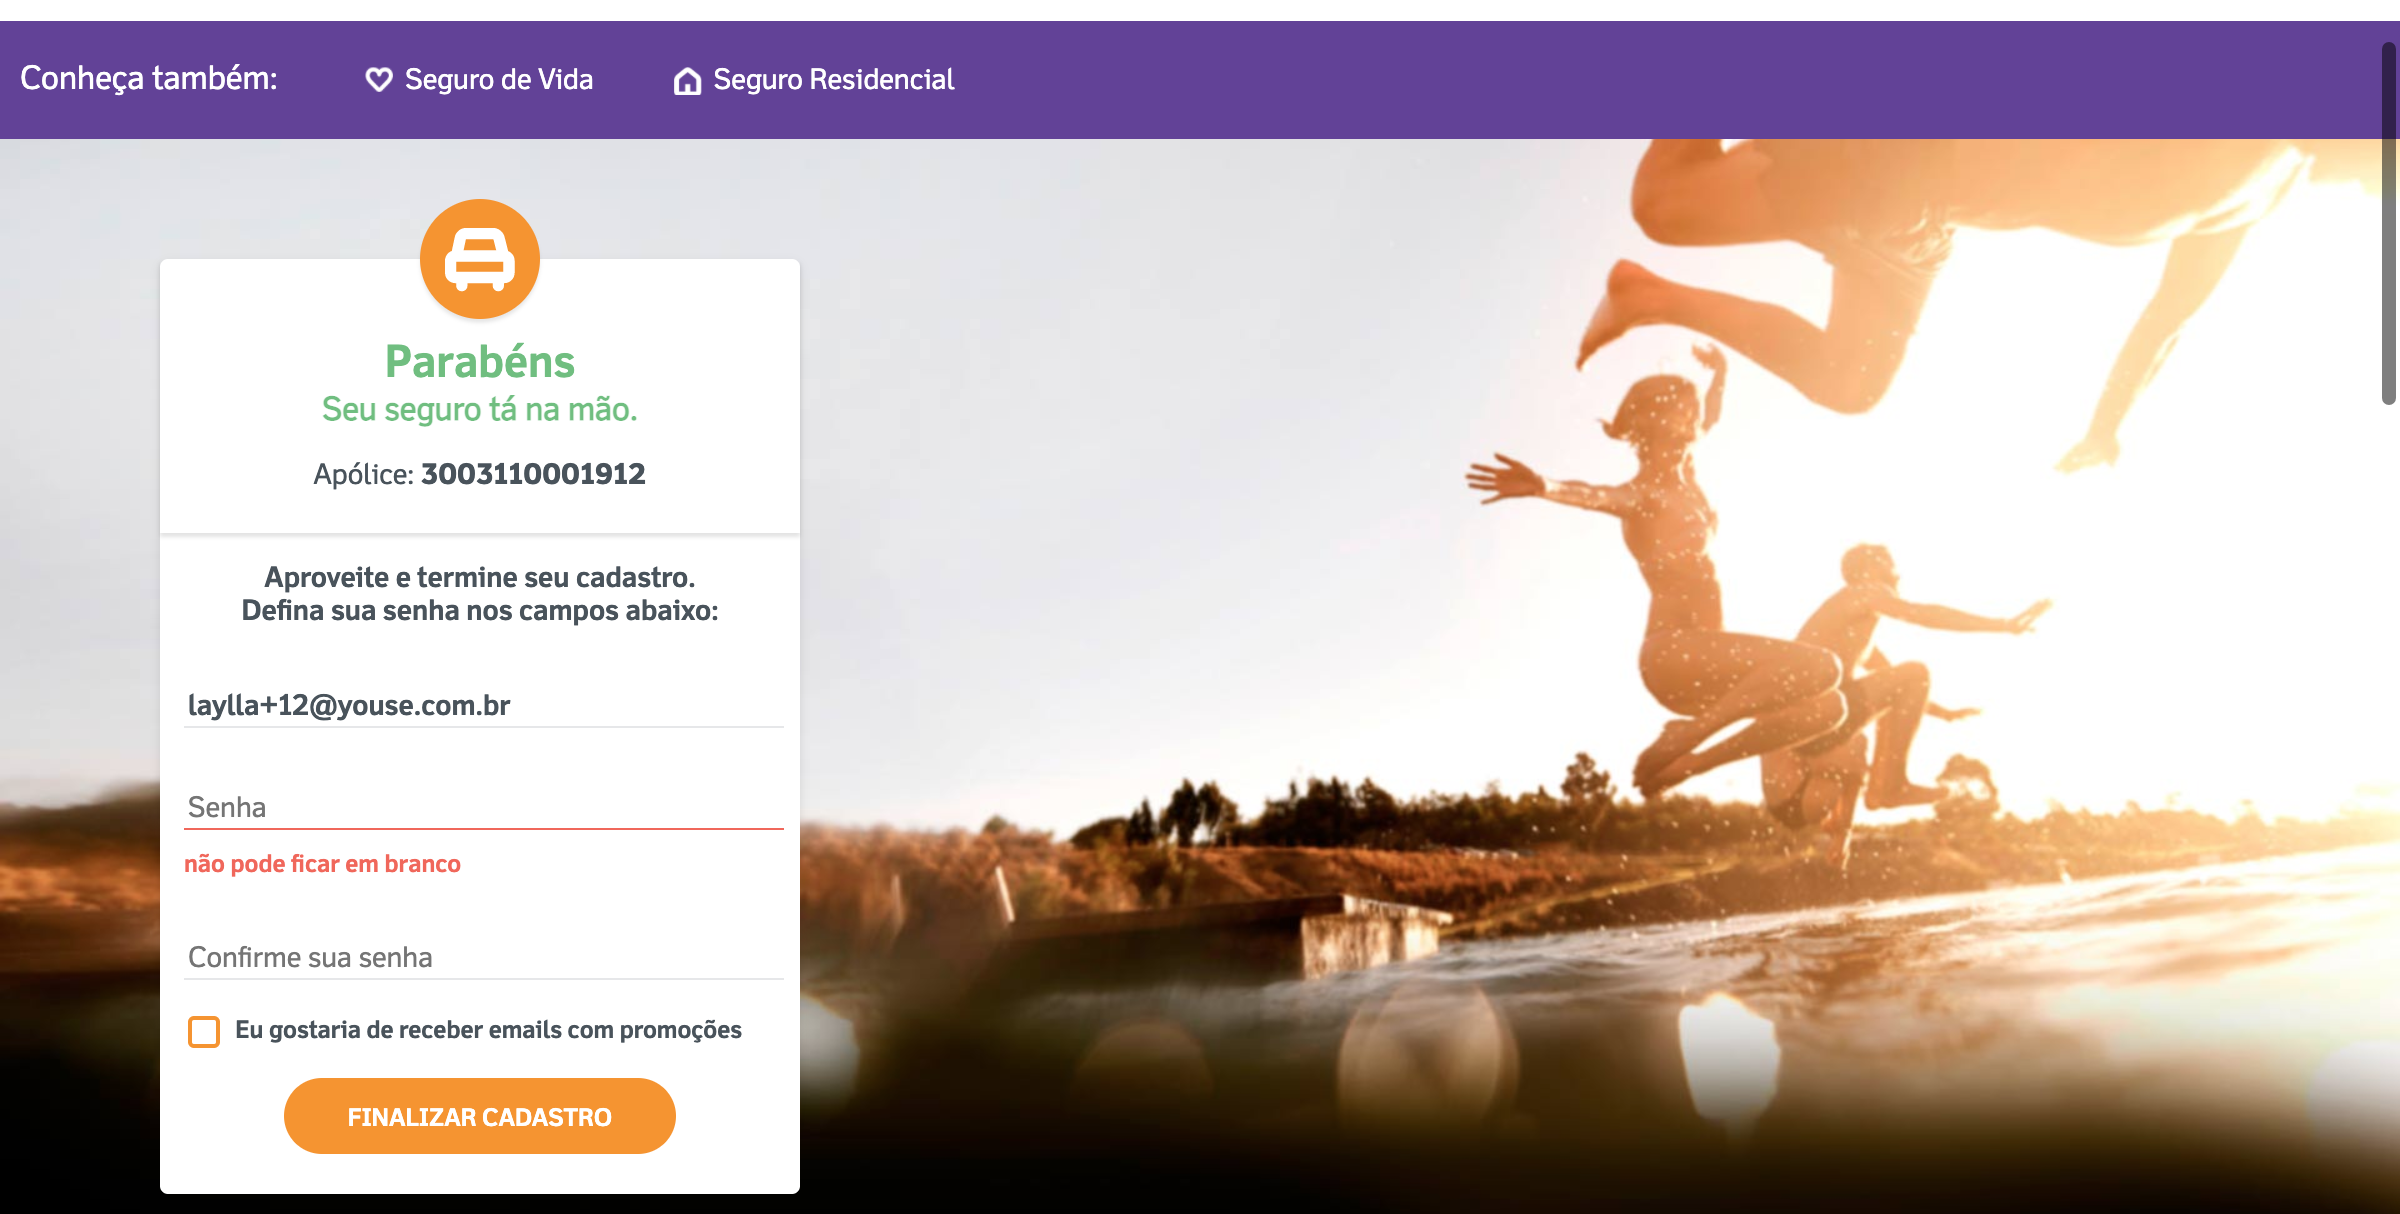 Conheça também:
Seguro de Vida
Seguro Residencial
Parabéns
Seu seguro tá na mão.
Apólice: 3003110001912
Aproveite e termine seu cadastro.
Defina sua senha nos campos abaixo:
laylla+12@youse.com.br
Senha
não pode ficar em branco
Confirme sua senha
Eu gostaria de receber emails com promoções
FINALIZAR CADASTRO